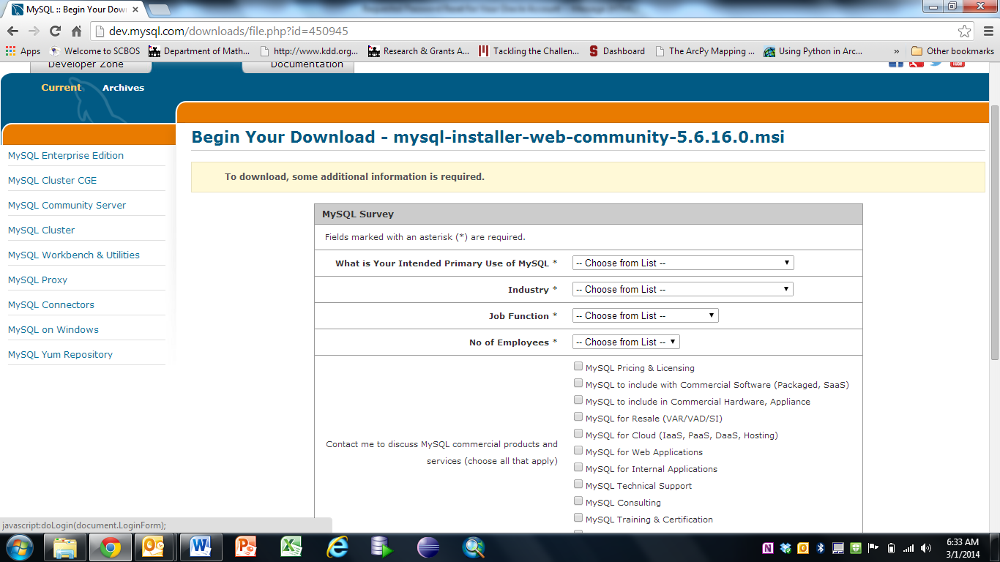 MySQL :: Begin Your Dow
dev.mysql.com/downloads/file.php?id=450945
Apps Welcome to SCBOS Department of Math... http://www.kdd.org... Research & Grants A... Tackling the Challen... Dashboard The ArcPy Mapping ... Using Python in Arc... » Other bookmarks
Developer Zone Documentation
Current Archives
Begin Your Download - mysql-installer-web-community-5.6.16.0.msi
To download, some additional information is required.
MySQL Enterprise Edition
MySQL Cluster CGE
MySQL Community Server
MySQL Cluster
MySQL Workbench & Utilities
MySQL Proxy
MySQL Connectors
MySQL on Windows
MySQL Yum Repository
MySQL Survey
Fields marked with an asterisk (*) are required.
What is Your Intended Primary Use of MySQL * -- Choose from List --
Industry * -- Choose from List --
Job Function * -- Choose from List --
No of Employees * -- Choose from List --
Contact me to discuss MySQL commercial products and
services (choose all that apply)
MySQL Pricing & Licensing
MySQL to include with Commercial Software (Packaged, SaaS)
MySQL to include in Commercial Hardware, Appliance
MySQL for Resale (VAR/VAD/SI)
MySQL for Cloud (IaaS, PaaS, DaaS, Hosting)
MySQL for Web Applications
MySQL for Internal Applications
MySQL Technical Support
MySQL Consulting
MySQL Training & Certification
javascript:doLogin(document.LoginForm);
6:33 AM
3/1/2014